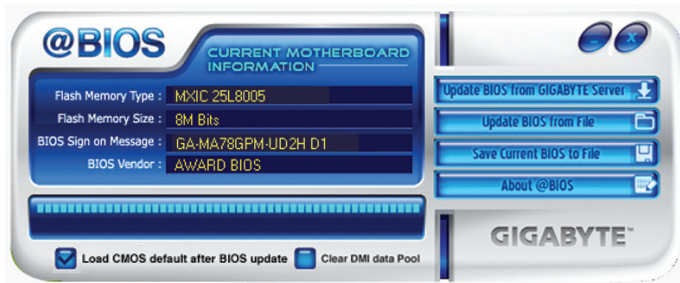 @BIOS
CURRENT MOTHERBOARD
INFORMATION
Flash Memory Type : MXIC 25L8005
Flash Memory Size : 8M Bits
BIOS Sign on Message : GA-MA78GPM-UD2H D1
BIOS Vendor : AWARD BIOS
Load CMOS default after BIOS update
Clear DMI data Pool
Update BIOS from GIGABYTE Server
Update BIOS from File
Save Current BIOS to File
About @BIOS
GIGABYTE™